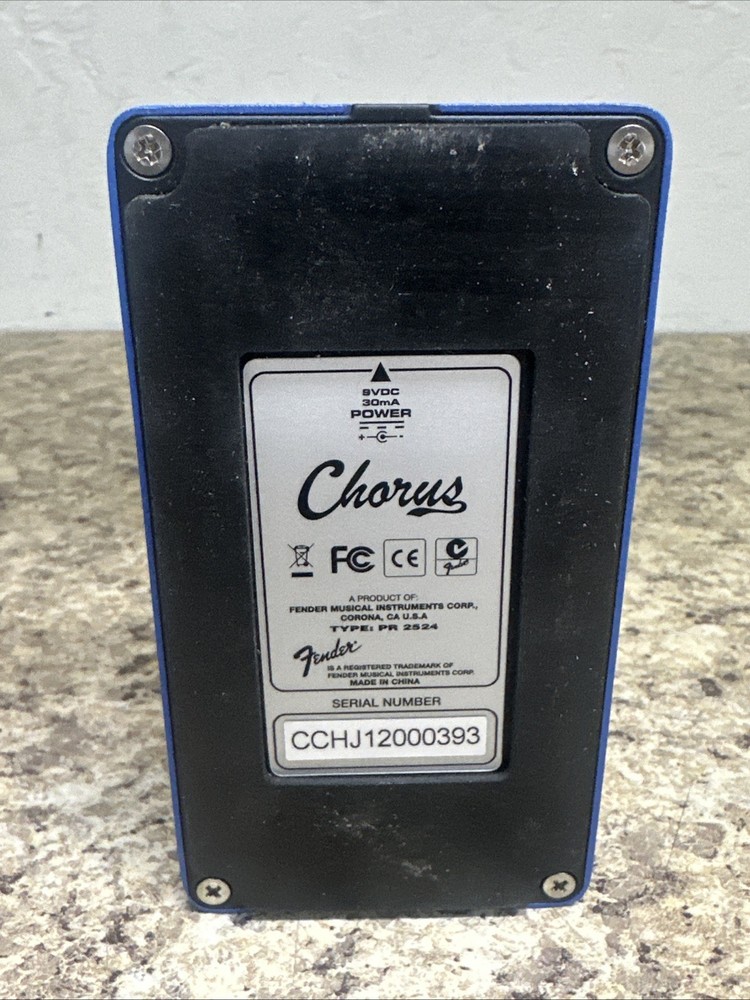 9VDC
30mA
POWER
+ -
Chorus
FC CE Fender
A PRODUCT OF:
FENDER MUSICAL INSTRUMENTS CORP.,
CORONA, CA U.S.A
TYPE: PR 2524
Fender
IS A REGISTERED TRADEMARK OF
FENDER MUSICAL INSTRUMENTS CORP.
MADE IN CHINA
SERIAL NUMBER
CCHJ12000393